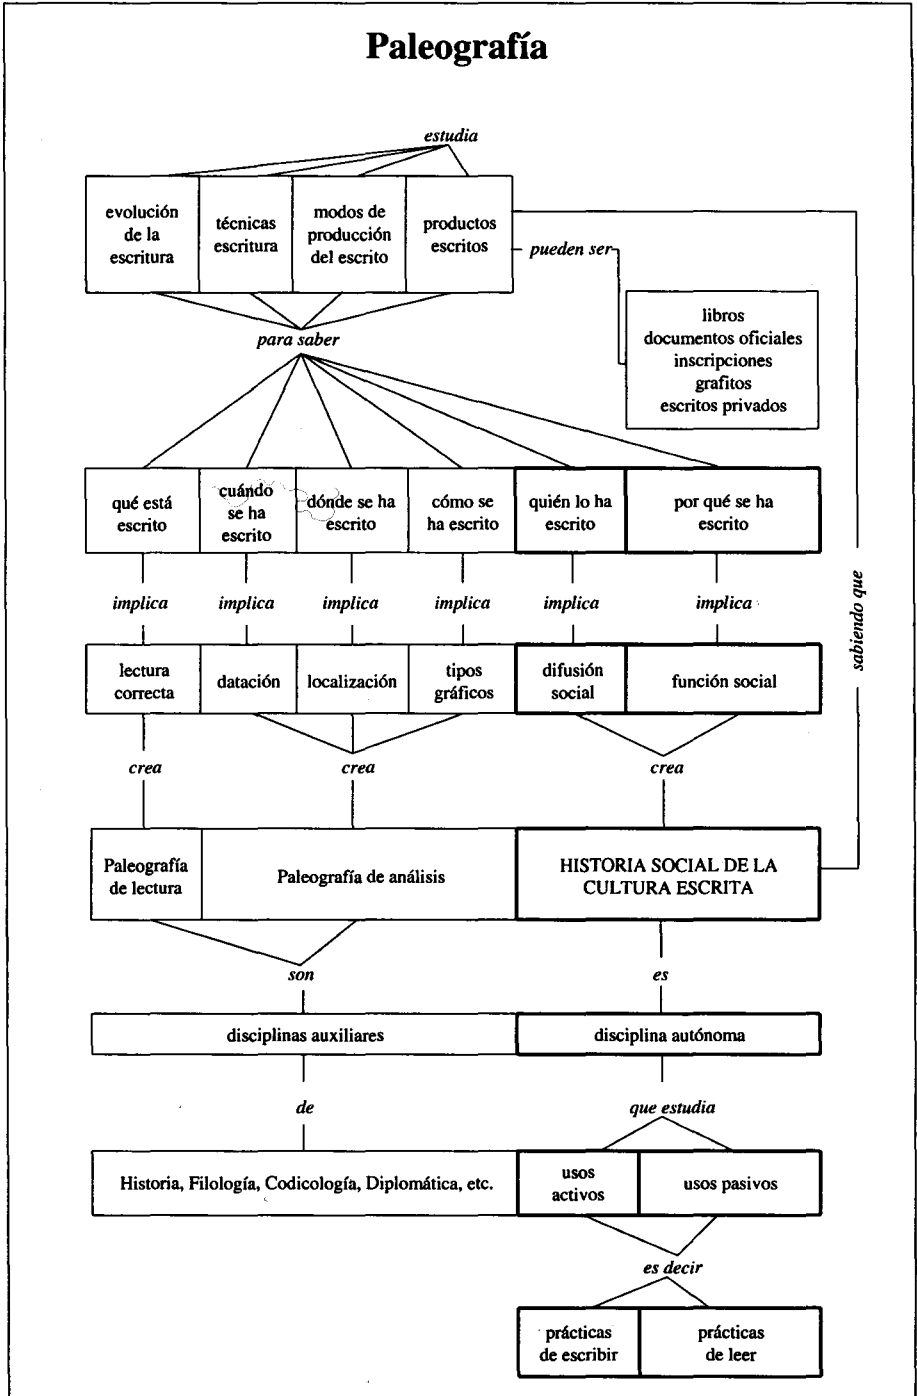 Paleografía
estudia
evolución
de la
escritura
técnicas
escritura
modos de
producción
del escrito
productos
escritos
pueden ser
libros
documentos oficiales
inscripciones
grafitos
escritos privados
para saber
qué está
escrito
cuándo
se ha
escrito
dónde se ha
escrito
cómo se
ha escrito
quién lo ha
escrito
por qué se ha
escrito
implica
implica
implica
implica
implica
implica
sabiendo que
lectura
correcta
datación
localización
tipos
gráficos
difusión
social
función social
crea
crea
crea
Paleografía
de lectura
Paleografía de análisis
HISTORIA SOCIAL DE LA
CULTURA ESCRITA
son
es
disciplinas auxiliares
disciplina autónoma
de
que estudia
Historia, Filología, Codicología, Diplomática, etc.
usos
activos
usos pasivos
es decir
prácticas
de escribir
prácticas
de leer